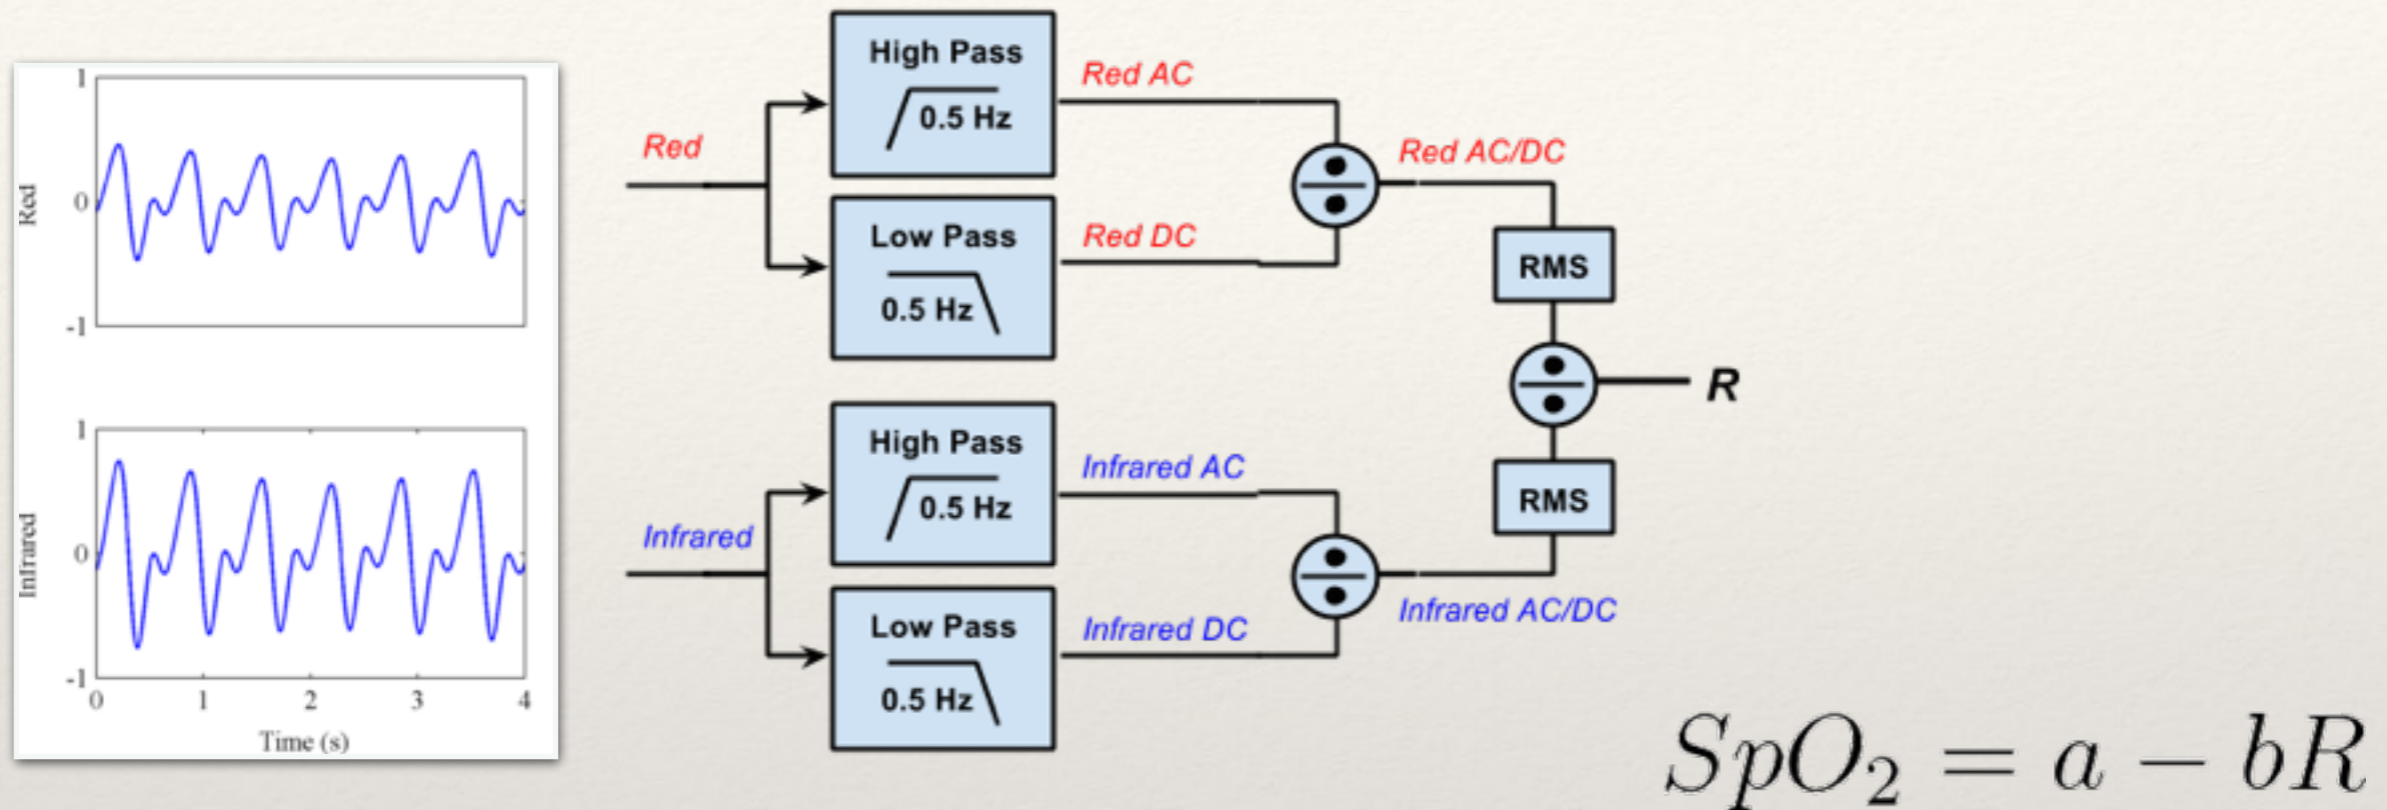 1
0
-1
Red
1
0
-1
Infrared
0 1 2 3 4
Time (s)
Red
High Pass
0.5 Hz
Low Pass
0.5 Hz
Red AC
Red DC
Red AC/DC
RMS
R
RMS
Infrared
High Pass
0.5 Hz
Low Pass
0.5 Hz
Infrared AC
Infrared DC
Infrared AC/DC
SpO₂ = a − bR